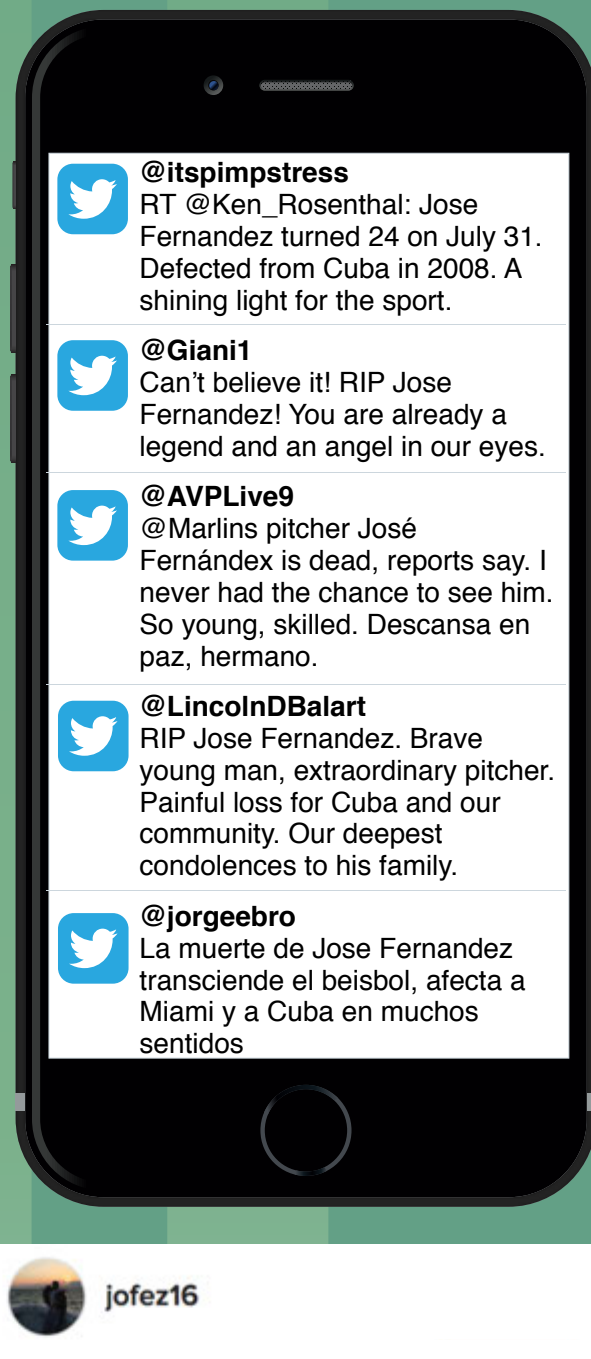 @itspimpstress
RT @Ken_Rosenthal: Jose
Fernandez turned 24 on July 31.
Defected from Cuba in 2008. A
shining light for the sport.
@Giani1
Can’t believe it! RIP Jose
Fernandez! You are already a
legend and an angel in our eyes.
@AVPLive9
@Marlins pitcher José
Fernándex is dead, reports say. I
never had the chance to see him.
So young, skilled. Descansa en
paz, hermano.
@LincolnDBalart
RIP Jose Fernandez. Brave
young man, extraordinary pitcher.
Painful loss for Cuba and our
community. Our deepest
condolences to his family.
@jorgeebro
La muerte de Jose Fernandez
transciende el beisbol, afecta a
Miami y a Cuba en muchos
sentidos
jofez16